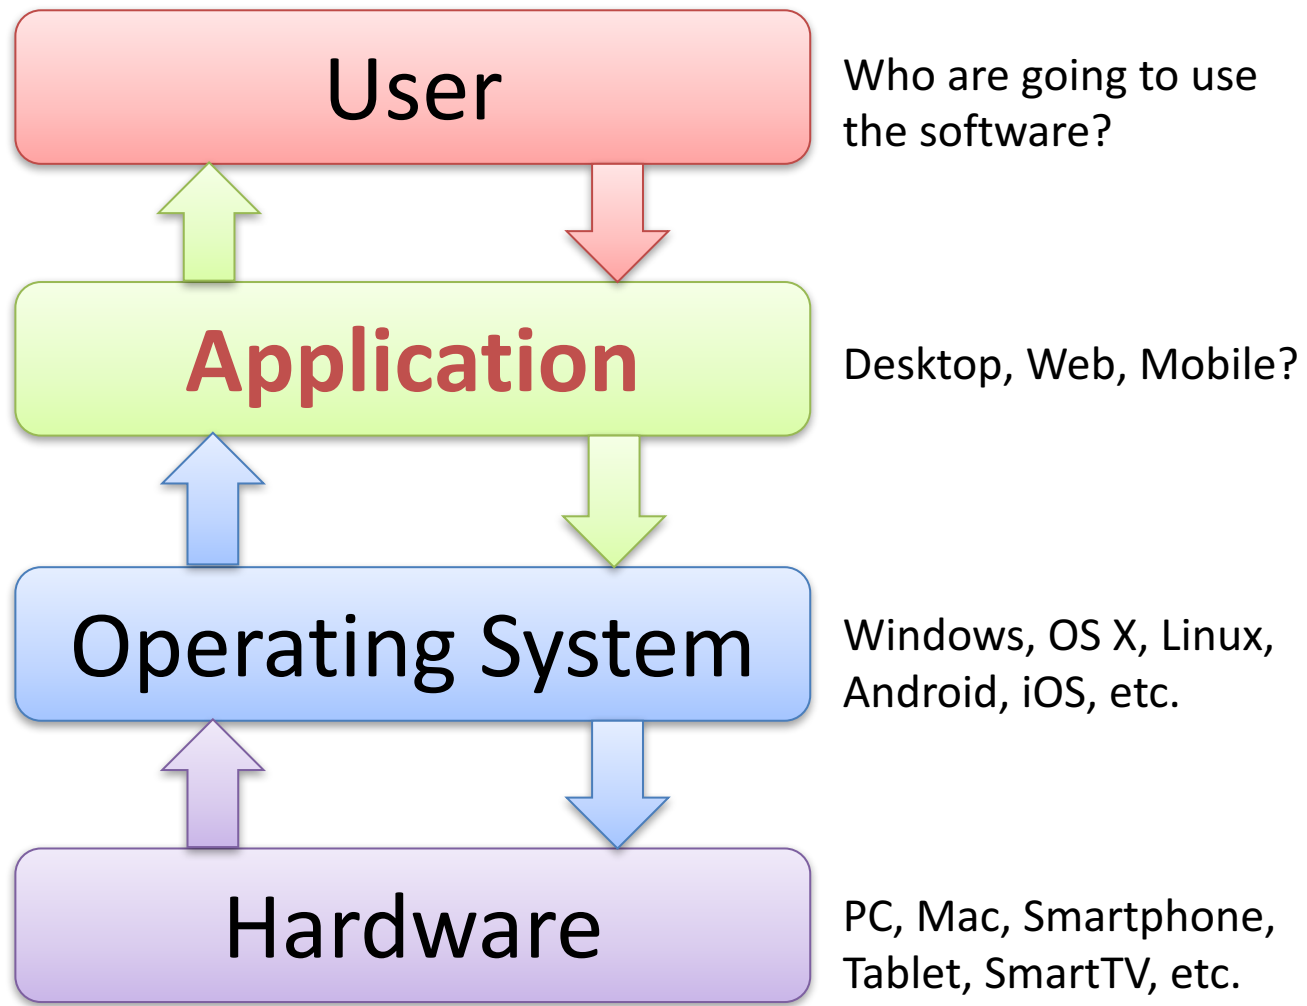 User
Who are going to use
the software?
Application
Desktop, Web, Mobile?
Operating System
Windows, OS X, Linux,
Android, iOS, etc.
Hardware
PC, Mac, Smartphone,
Tablet, SmartTV, etc.